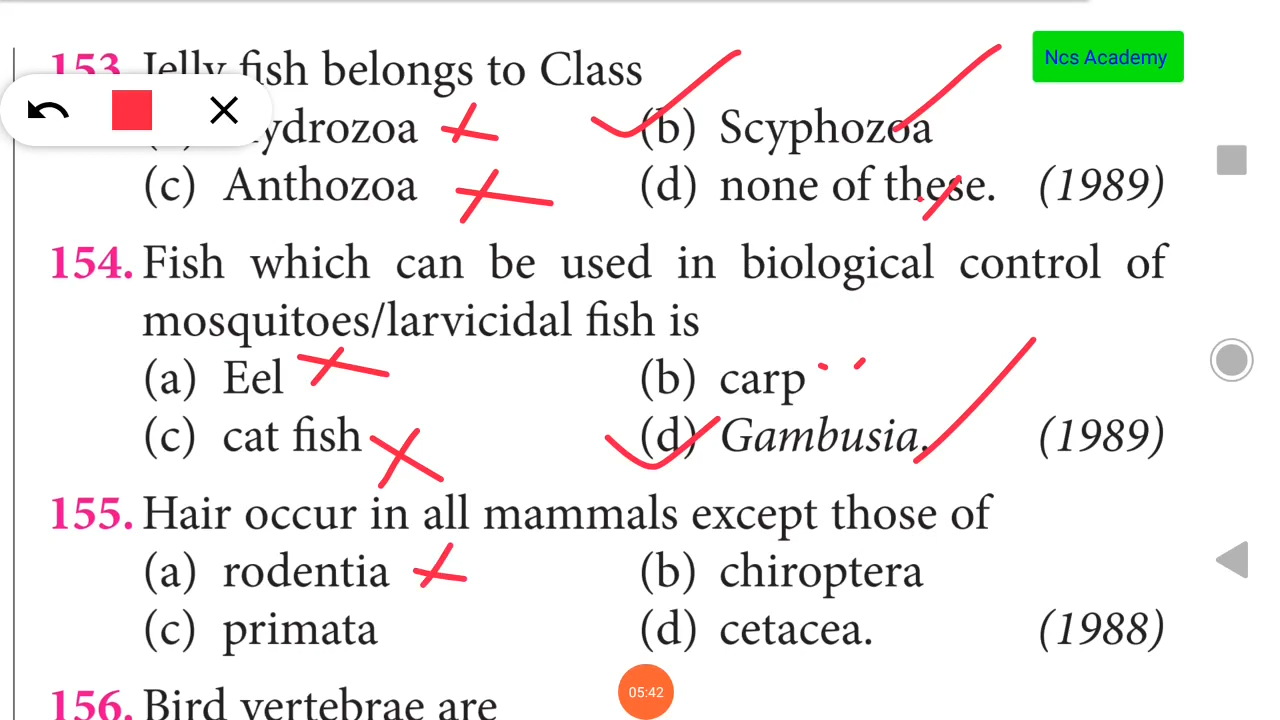 153. Jelly fish belongs to Class
Ncs Academy
ydrozoa (b) Scyphozoa
(c) Anthozoa (d) none of these. (1989)
154. Fish which can be used in biological control of
mosquitoes/larvicidal fish is
(a) Eel (b) carp
(c) cat fish (d) Gambusia. (1989)
155. Hair occur in all mammals except those of
(a) rodentia (b) chiroptera
(c) primata (d) cetacea. (1988)
05:42
156. Bird vertebrae are